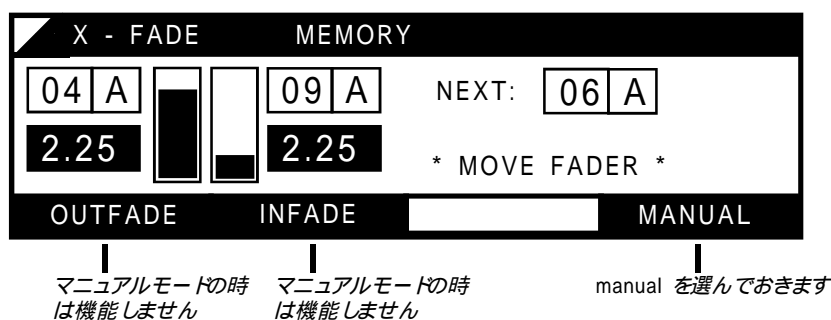 X - FADE MEMORY
04 A 09 A NEXT: 06 A
2.25 2.25 * MOVE FADER *
OUTFADE INFADE MANUAL
マニュアルモードの時 マニュアルモードの時 manual を選んでおきます
は機能しません は機能しません